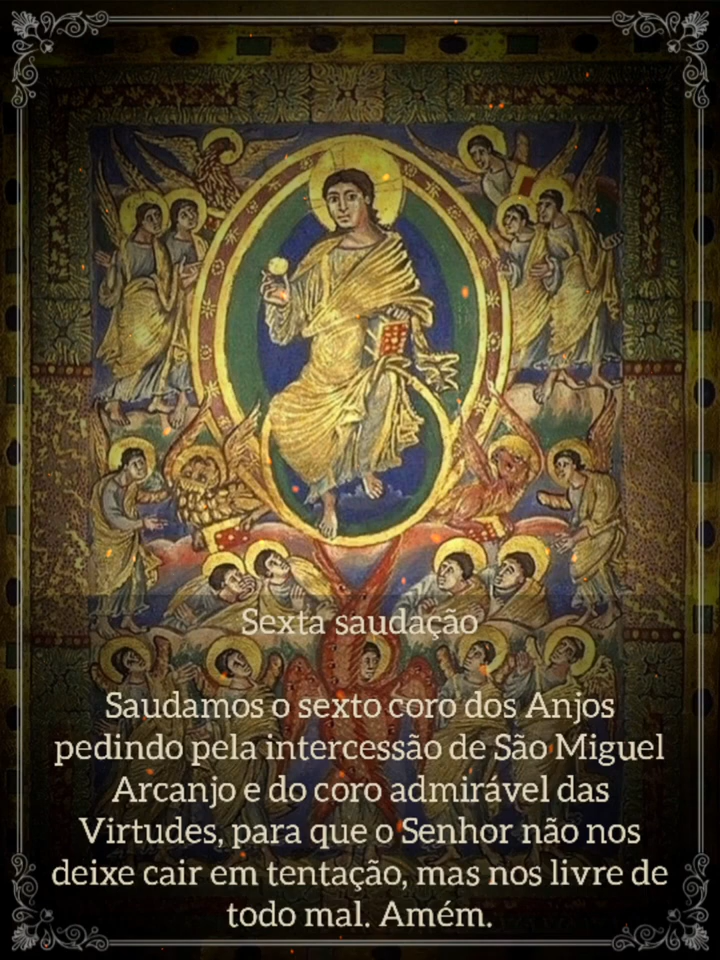 Sexta saudação
Saudamos o sexto coro dos Anjos
pedindo pela intercessão de São Miguel
Arcanjo e do coro admirável das
Virtudes, para que o Senhor não nos
deixe cair em tentação, mas nos livre de
todo mal. Amém.